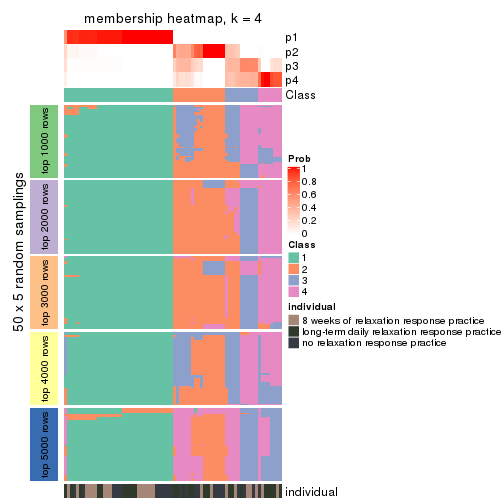 membership heatmap, k = 4
p1
p2
p3
p4
Class
50 x 5 random samplings
top 1000 rows
top 2000 rows
top 3000 rows
top 4000 rows
top 5000 rows
individual
Prob
1
0.8
0.6
0.4
0.2
0
Class
1
2
3
4
individual
8 weeks of relaxation response practice
long-term daily relaxation response practice
no relaxation response practice